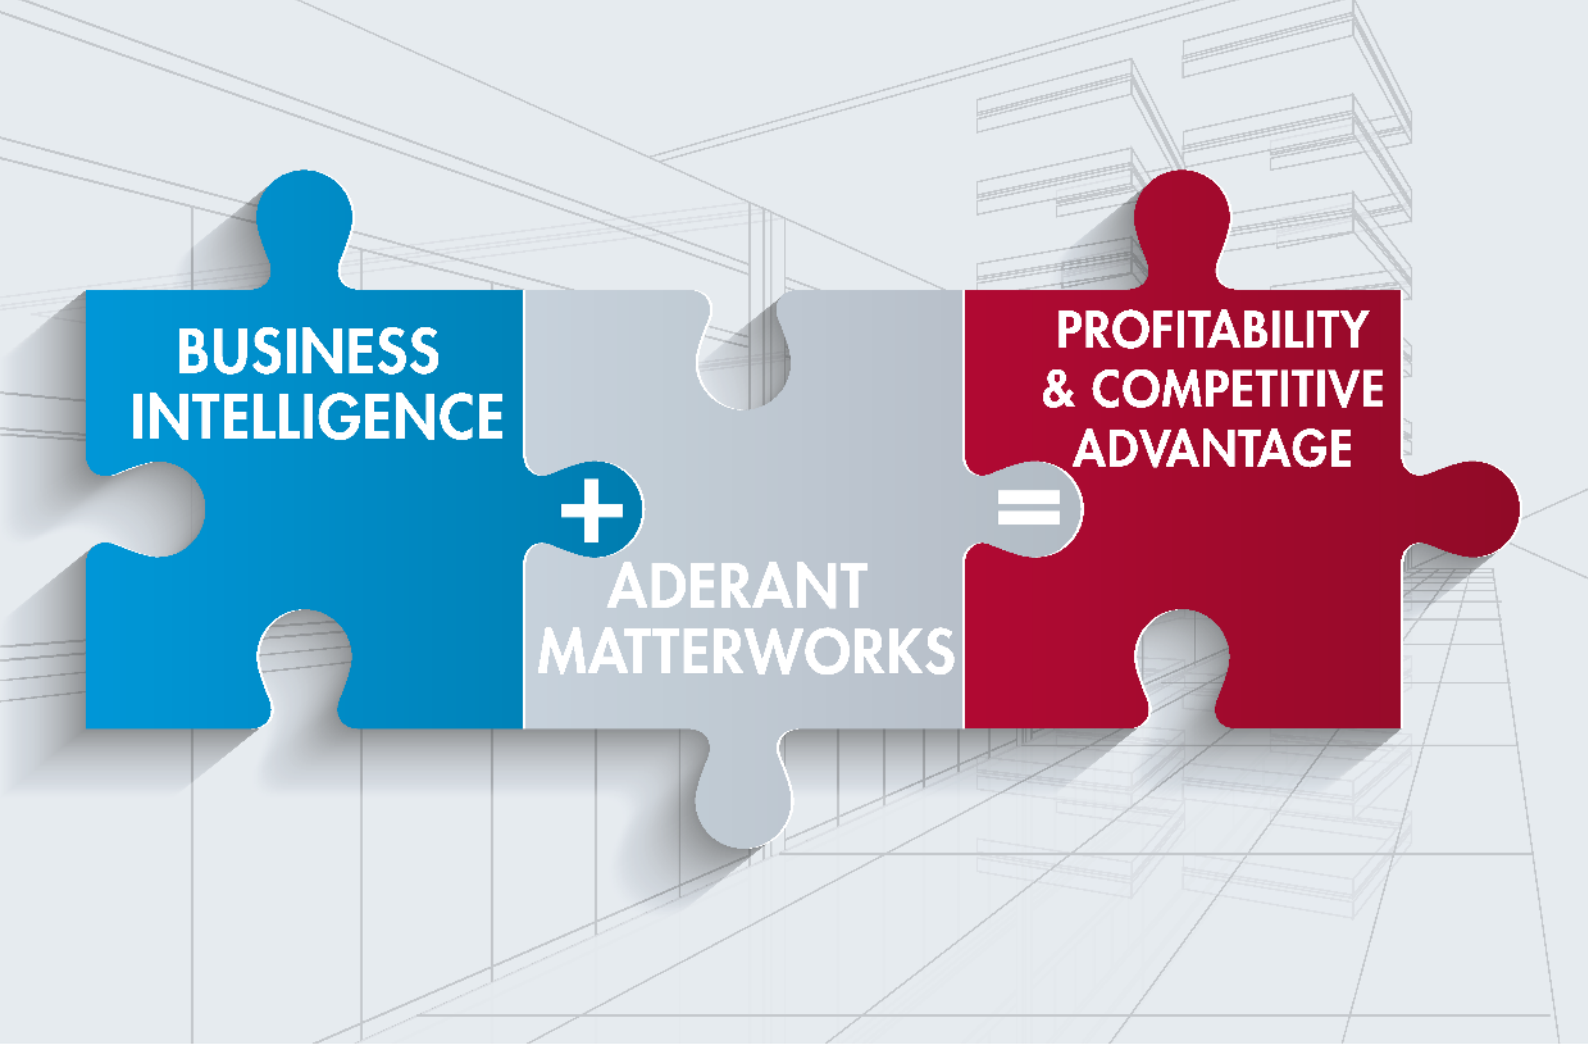 BUSINESS
INTELLIGENCE
+
ADERANT
MATTERWORKS
=
PROFITABILITY
& COMPETITIVE
ADVANTAGE